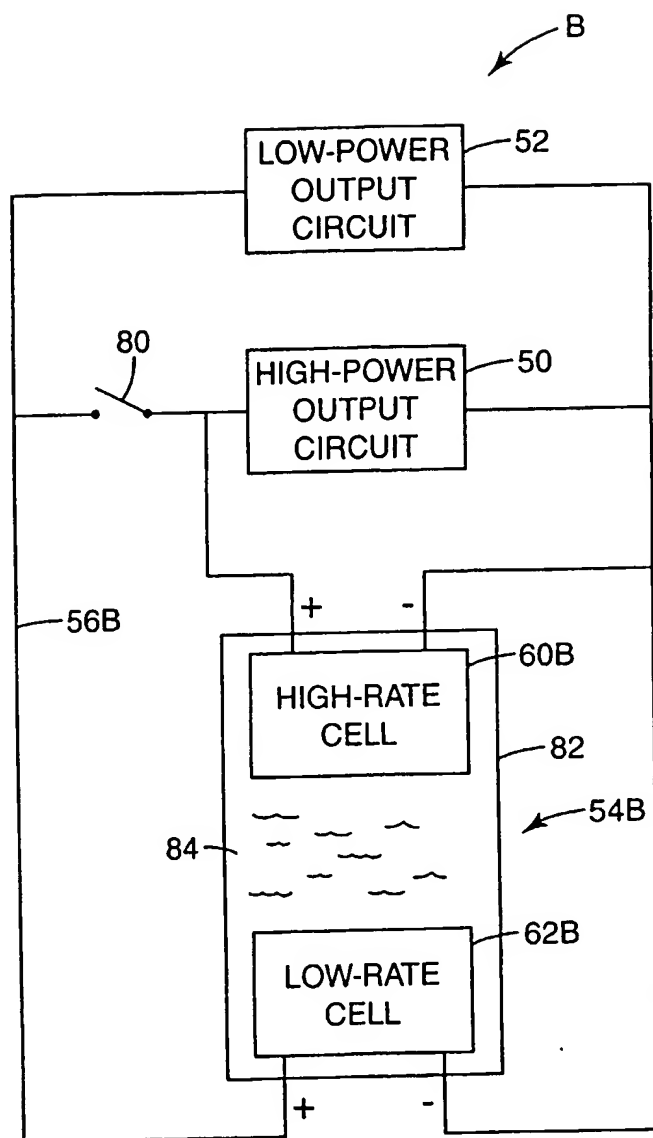 B
LOW-POWER
OUTPUT
CIRCUIT
52
80
HIGH-POWER
OUTPUT
CIRCUIT
50
56B
+ -
HIGH-RATE
CELL
60B
82
54B
84
62B
LOW-RATE
CELL
+ -